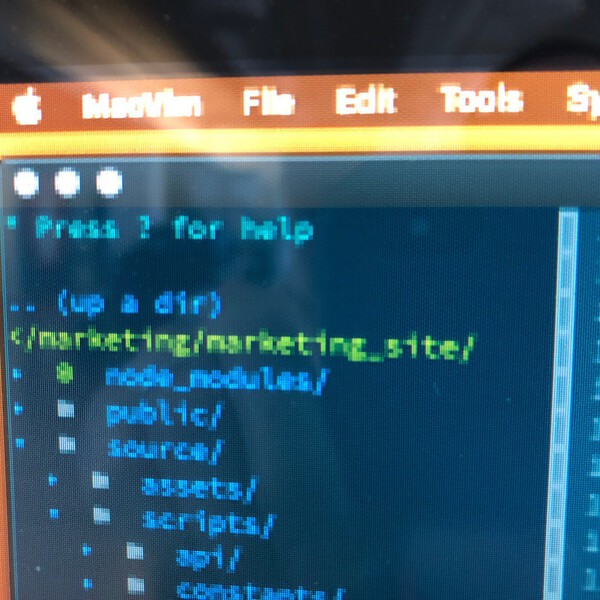 MacVim File Edit Tools Sy
" Press ? for help
.. (up a dir)
</marketing/marketing_site/
node_modules/
public/
source/
assets/
scripts/
api/
constants/